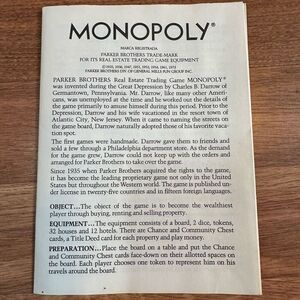 MONOPOLY®
MARCA REGISTRADA
PARKER BROTHERS TRADE-MARK
FOR ITS REAL ESTATE TRADING GAME EQUIPMENT
PARKER BROTHERS DIV OF GENERAL MILLS FUN GROUP INC.
PARKER BROTHERS Real Estate Trading Game MONOPOLY®
was invented during the Great Depression by Charles B. Darrow of
Germantown, Pennsylvania. Mr. Darrow, like many other Ameri-
cans, was unemployed at the time and he worked out the details of
the game primarily to amuse himself during this period. Prior to the
Depression, Darrow and his wife vacationed in the resort town of
Atlantic City, New Jersey. When it came to naming the streets on the
game board, Darrow naturally adopted those of his favorite vaca-
tion spot.
The first games were handmade. Darrow gave them to friends and
sold a few through a Philadelphia department store. As the demand
for the game grew, Darrow could not keep up with the orders and
arranged for Parker Brothers to take over the game.
Since 1935 when Parker Brothers acquired the rights to the game,
it has become the leading proprietary game not only in the United
States but throughout the Western world. The game is published un-
der license in twenty-five countries and in fifteen foreign languages.
OBJECT...The object of the game is to become the wealthiest
player through buying, renting and selling property.
EQUIPMENT...The equipment consists of a board, 2 dice, tokens,
32 houses and 12 hotels. There are Chance and Community Chest
cards, a Title Deed card for each property and play money.
PREPARATION...Place the board on a table and put the Chance
and Community Chest cards face-down on their allotted spaces on
the board. Each player chooses one token to represent him on his
travels around the board.